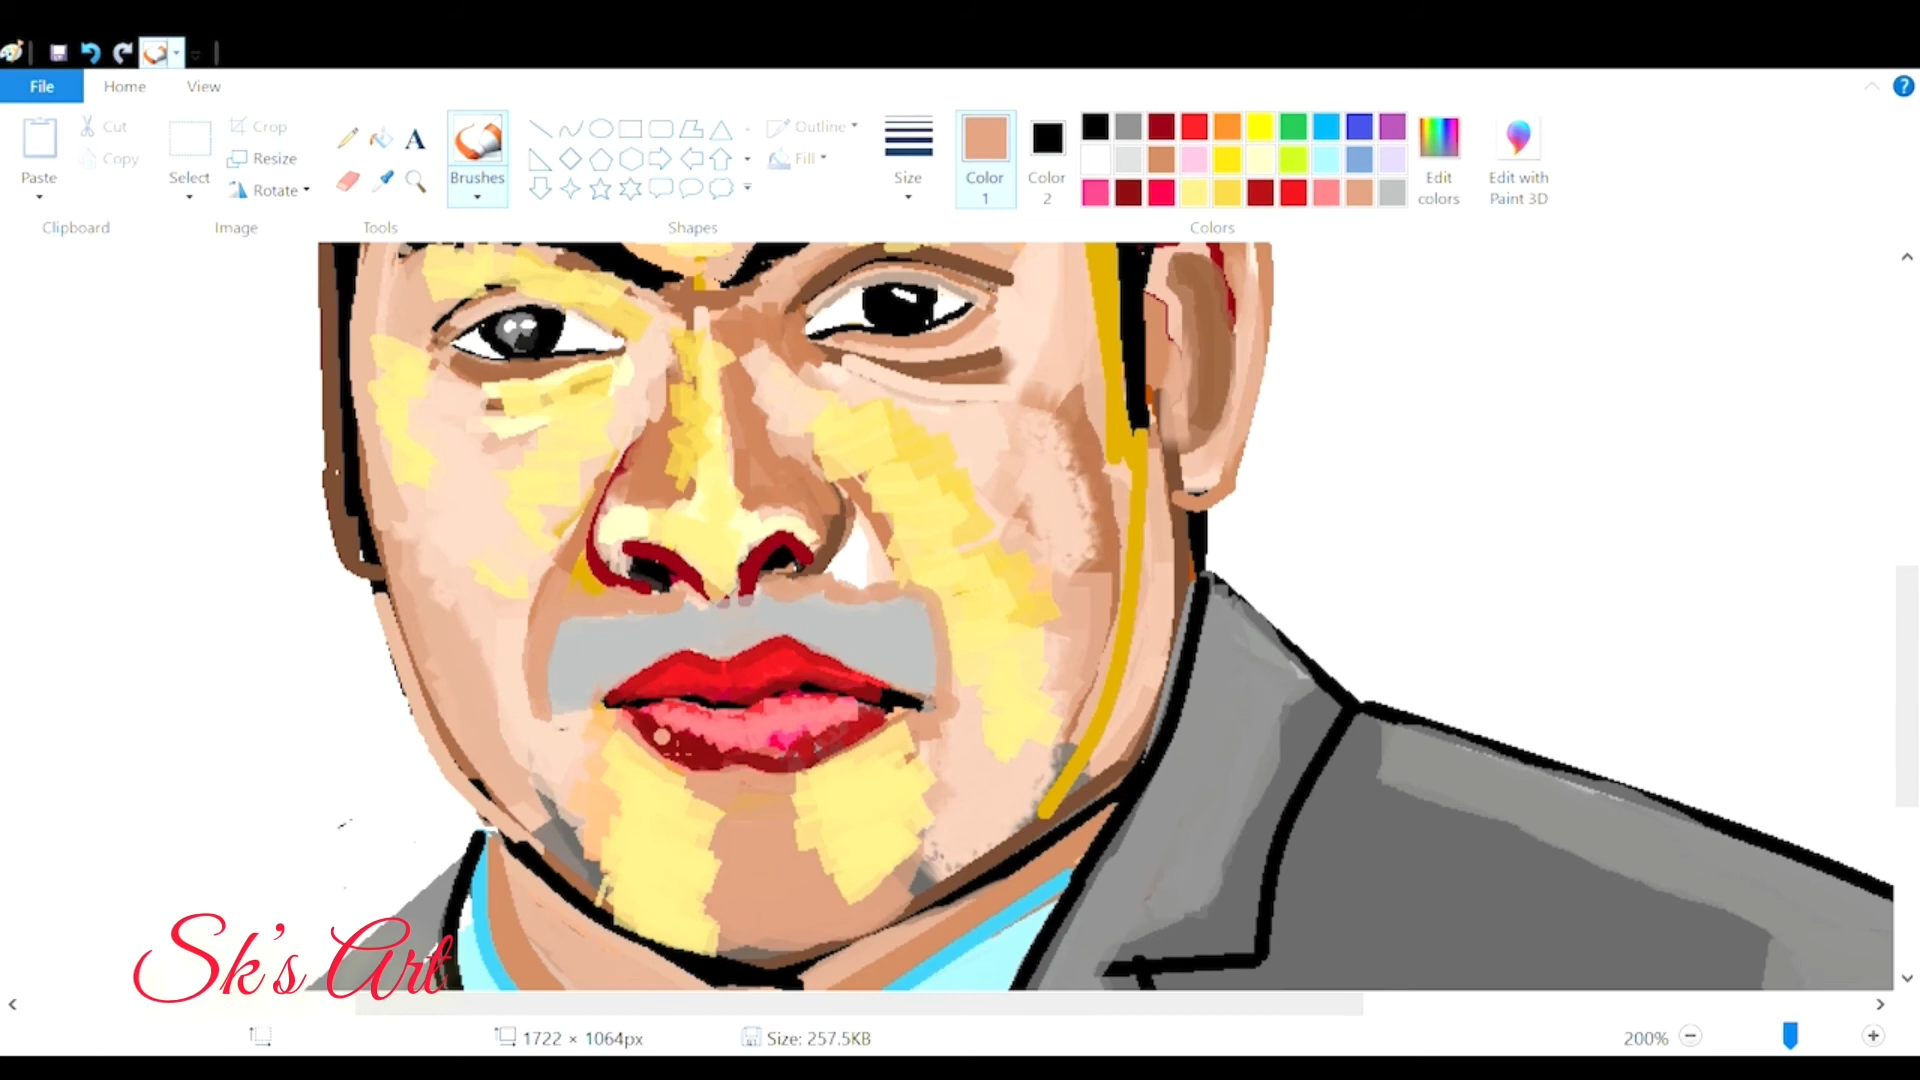 File Home View
Paste
Cut
Copy
Clipboard
Select
Crop
Resize
Rotate
Image
A
Tools
Brushes
Shapes
Outline
Fill
Size
Color
1
Color
2
Colors
Edit
colors
Edit with
Paint 3D
?
Sk's Art
1722 × 1064px
Size: 257.5KB
200%